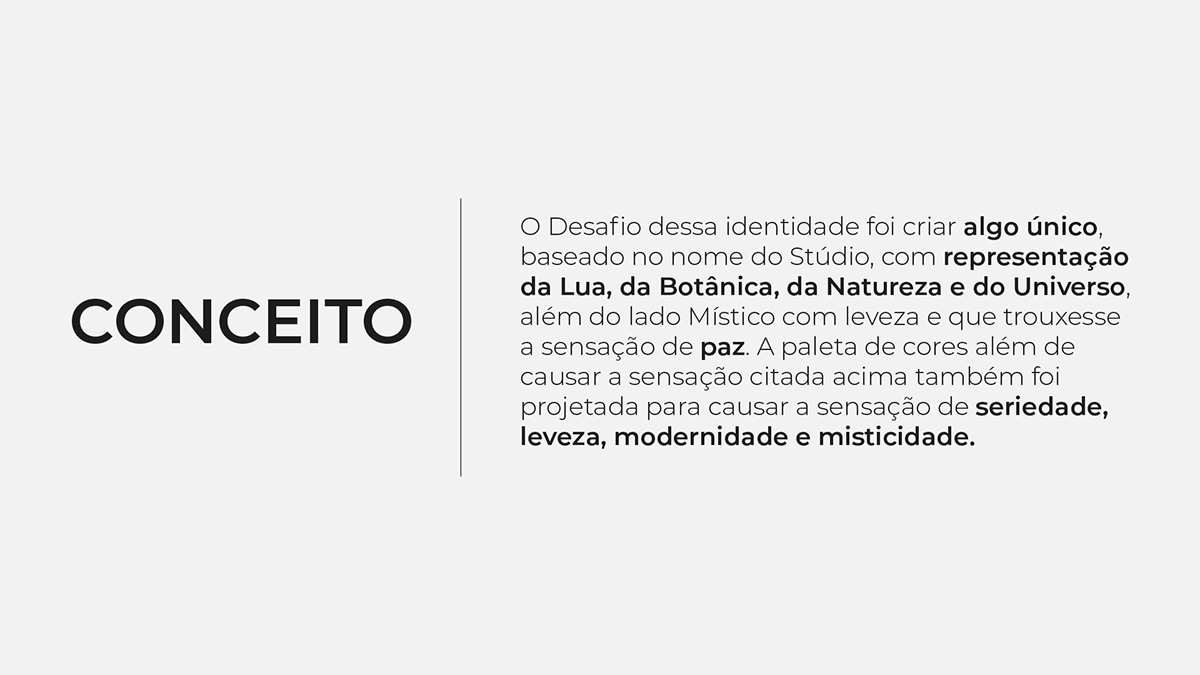 CONCEITO
O Desafio dessa identidade foi criar algo único,
baseado no nome do Stúdio, com representação
da Lua, da Botânica, da Natureza e do Universo,
além do lado Místico com leveza e que trouxesse
a sensação de paz. A paleta de cores além de
causar a sensação citada acima também foi
projetada para causar a sensação de seriedade,
leveza, modernidade e misticidade.